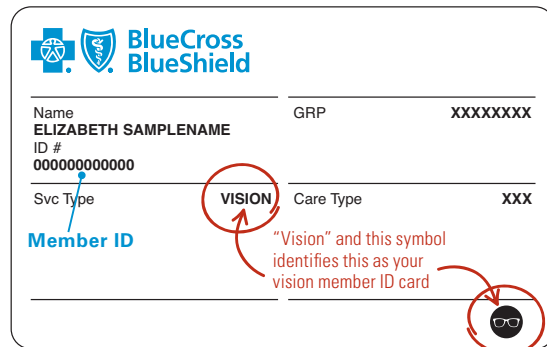 BlueCross
BlueShield
Name
ELIZABETH SAMPLENAME
ID #
000000000000
GRP XXXXXXXX
Svc Type VISION
Care Type XXX
Member ID
"Vision" and this symbol
identifies this as your
vision member ID card